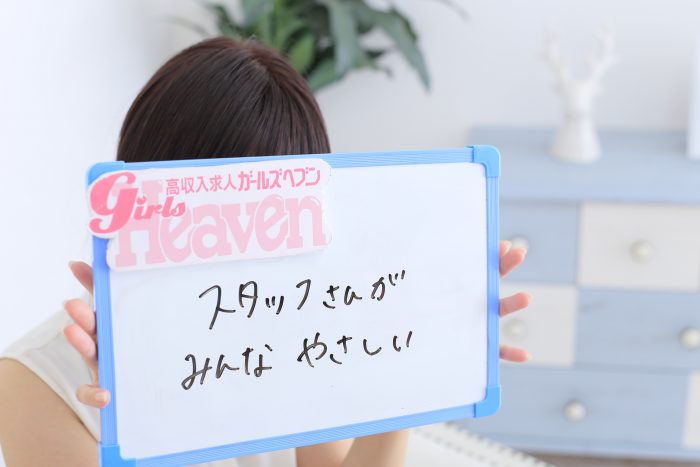 高収入求人ガールズヘブン
Girls
Heaven
スタッフさんが
みんな やさしい